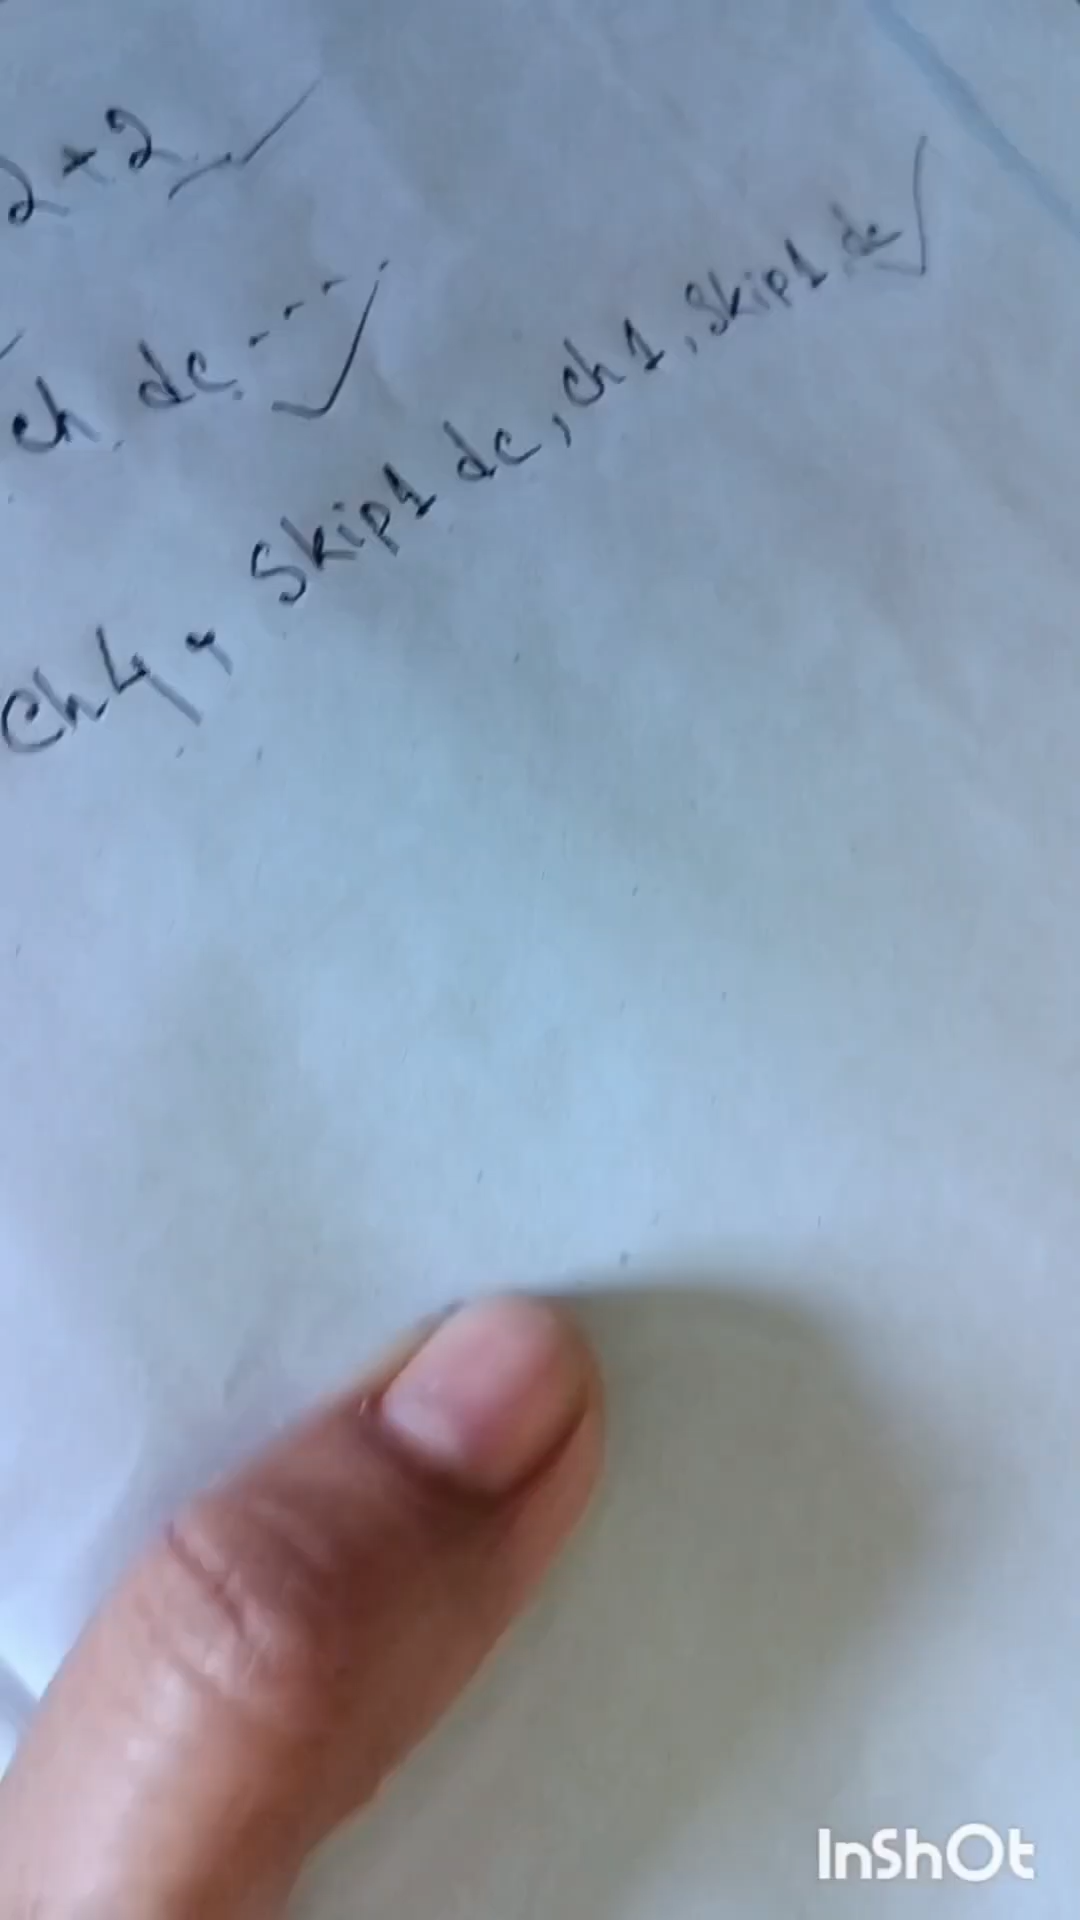 2+2
ch dc....
ch4, skip1 dc, ch1, skip1 dc
InShOt